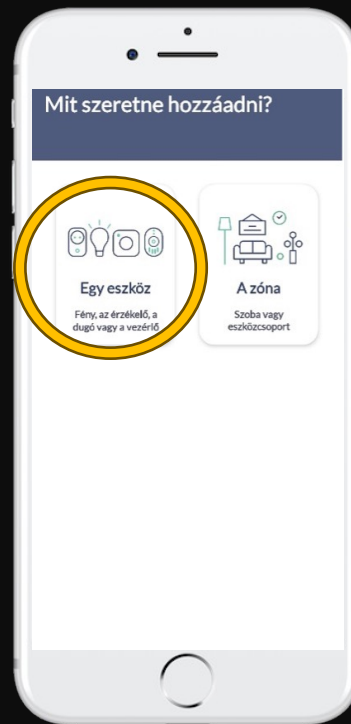 Mit szeretne hozzáadni?
Egy eszköz
Fény, az érzékelő, a
dugó vagy a vezérlő
A zóna
Szoba vagy
eszközcsoport